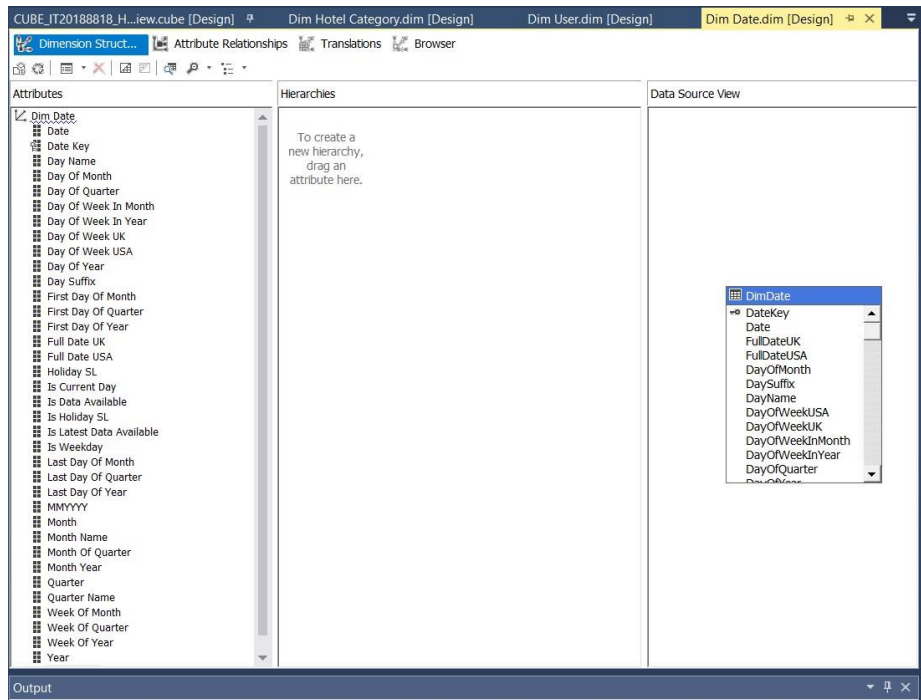 CUBE_IT20188818_H...iew.cube [Design] Dim Hotel Category.dim [Design] Dim User.dim [Design] Dim Date.dim [Design]
Dimension Struct... Attribute Relationships Translations Browser
Attributes
Dim Date
Date
Date Key
Day Name
Day Of Month
Day Of Quarter
Day Of Week In Month
Day Of Week In Year
Day Of Week UK
Day Of Week USA
Day Of Year
Day Suffix
First Day Of Month
First Day Of Quarter
First Day Of Year
Full Date UK
Full Date USA
Holiday SL
Is Current Day
Is Data Available
Is Holiday SL
Is Latest Data Available
Is Weekday
Last Day Of Month
Last Day Of Quarter
Last Day Of Year
MMYYYY
Month
Month Name
Month Of Quarter
Month Year
Quarter
Quarter Name
Week Of Month
Week Of Quarter
Week Of Year
Year
Hierarchies
To create a
new hierarchy,
drag an
attribute here.
Data Source View
DimDate
DateKey
Date
FullDateUK
FullDateUSA
DayOfMonth
DaySuffix
DayName
DayOfWeekUSA
DayOfWeekUK
DayOfWeekInMonth
DayOfWeekInYear
DayOfQuarter
DayOfYear
Output